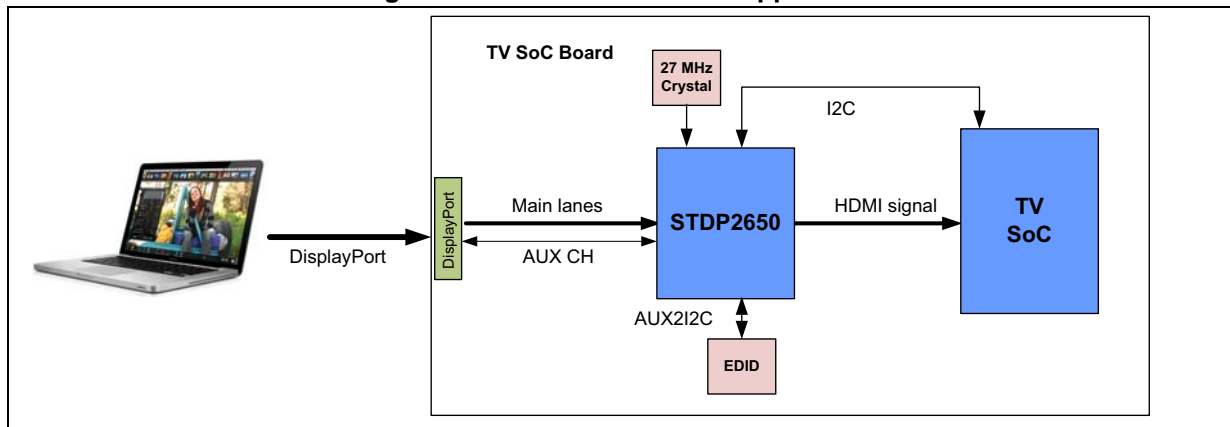 TV SoC Board
27 MHz
Crystal
I2C
DisplayPort
Main lanes
STDP2650
HDMI signal
TV
SoC
DisplayPort
AUX CH
AUX2I2C
EDID